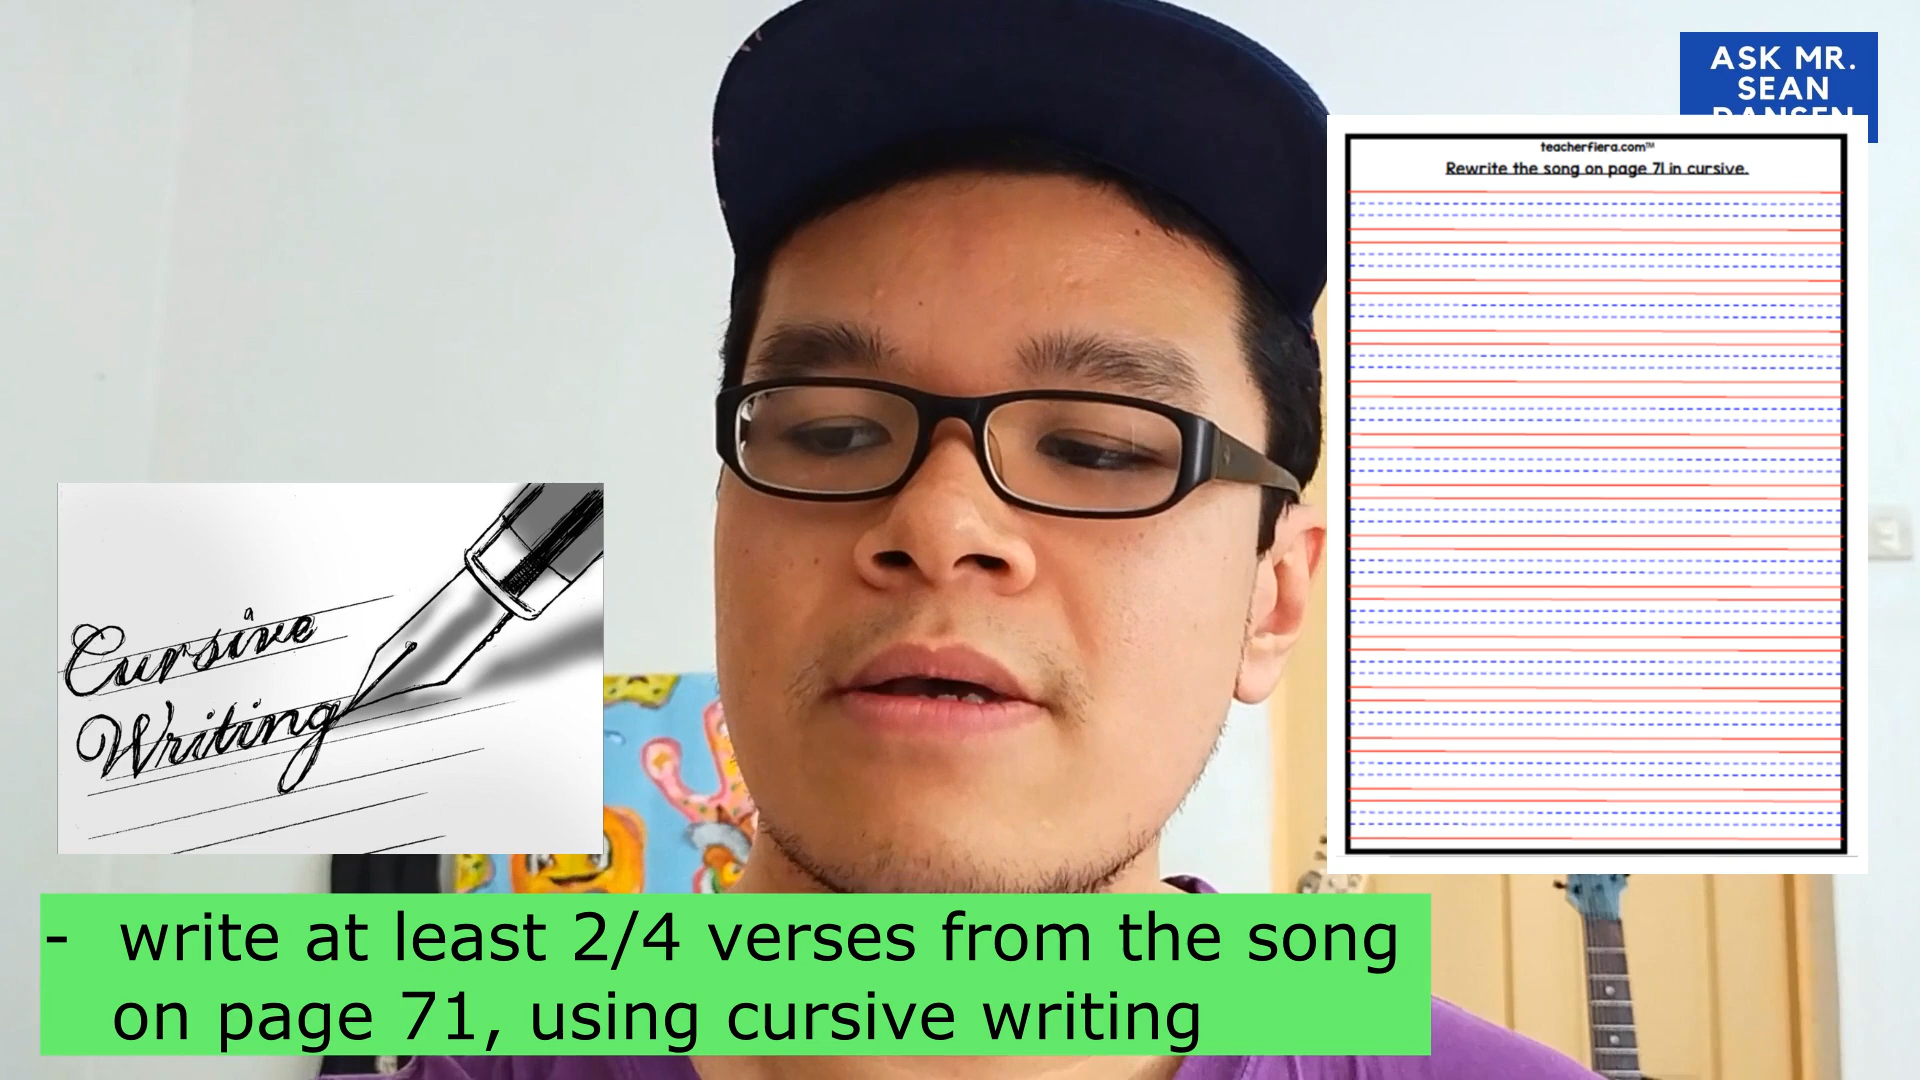 ASK MR.
SEAN
teacherfiera.com™
Rewrite the song on page 71 in cursive.
Cursive
Writing
- write at least 2/4 verses from the song
on page 71, using cursive writing